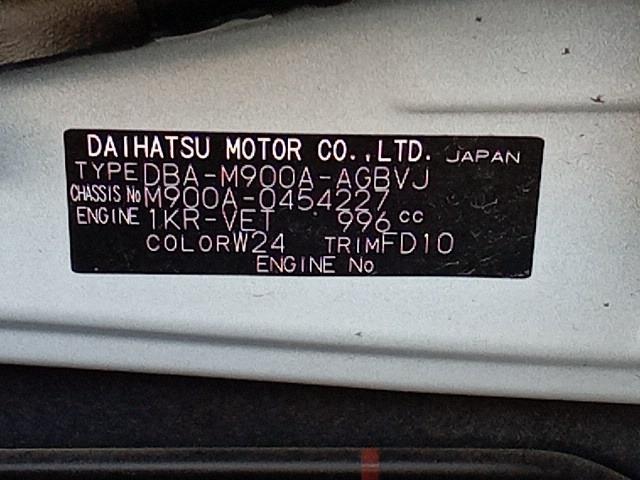 DAIHATSU MOTOR CO.,LTD. JAPAN
TYPE DBA-M900A-AGBVJ
CHASSIS No M900A-0454227
ENGINE 1KR-VET 996 cc
COLOR W24 TRIM FD10
ENGINE No